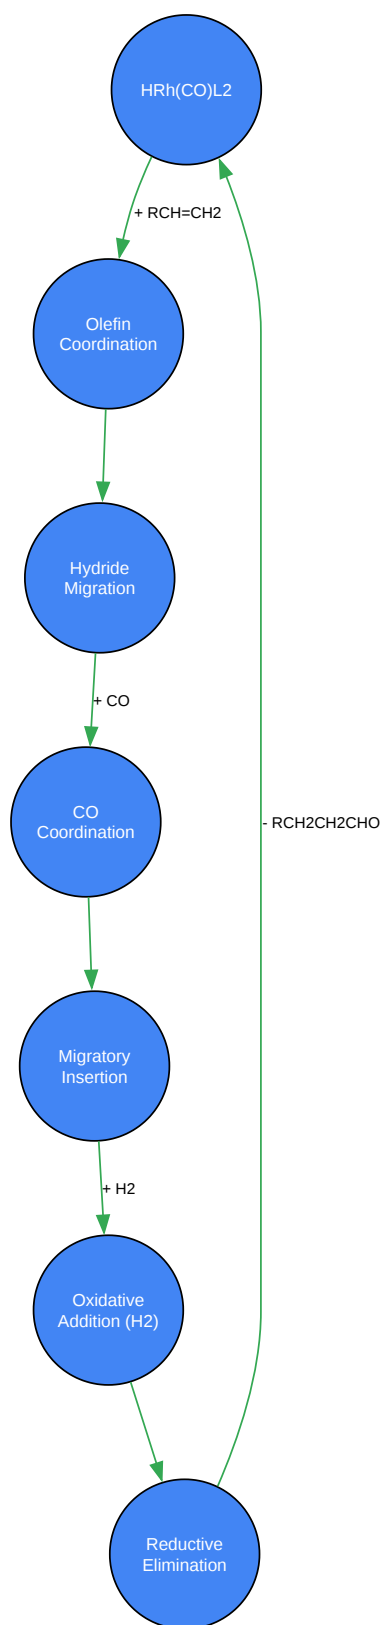 HRh(CO)L2
+ RCH=CH2
Olefin
Coordination
Hydride
Migration
+ CO
CO
Coordination
- RCH2CH2CHO
Migratory
Insertion
+ H2
Oxidative
Addition (H2)
Reductive
Elimination